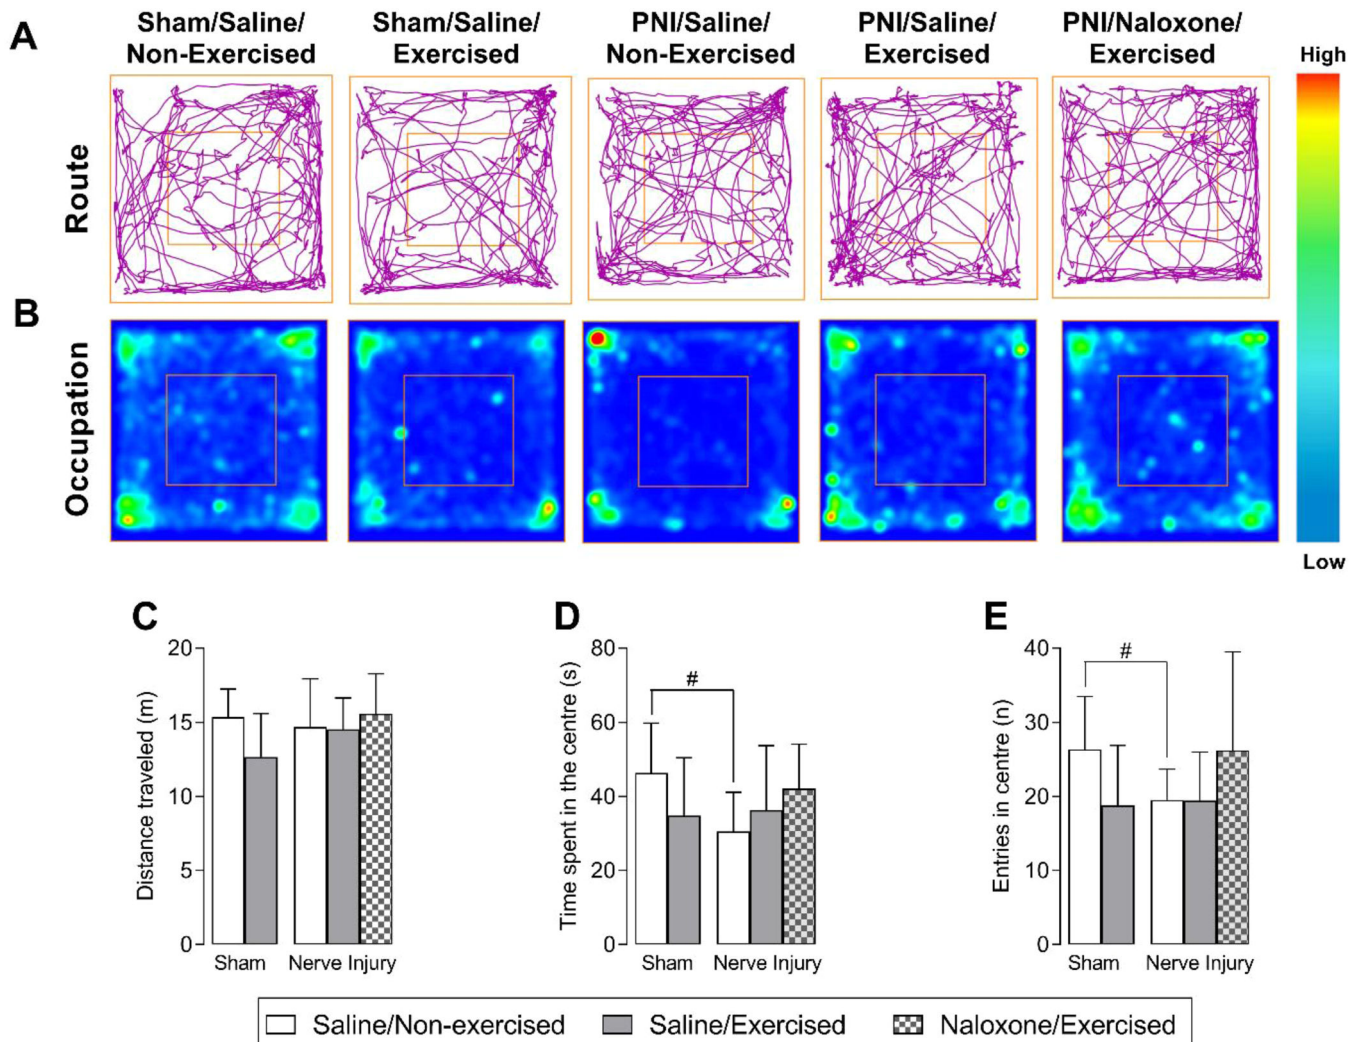 A
Sham/Saline/ Sham/Saline/ PNI/Saline/ PNI/Saline/ PNI/Naloxone/
Non-Exercised Exercised Non-Exercised Exercised Exercised
High
Route
B
Occupation
Low
C
20
15
10
5
0
Distance traveled (m)
Sham Nerve Injury
D
80
60
40
20
0
Time spent in the centre (s)
#
Sham Nerve Injury
E
40
30
20
10
0
Entries in centre (n)
#
Sham Nerve Injury
Saline/Non-exercised Saline/Exercised Naloxone/Exercised